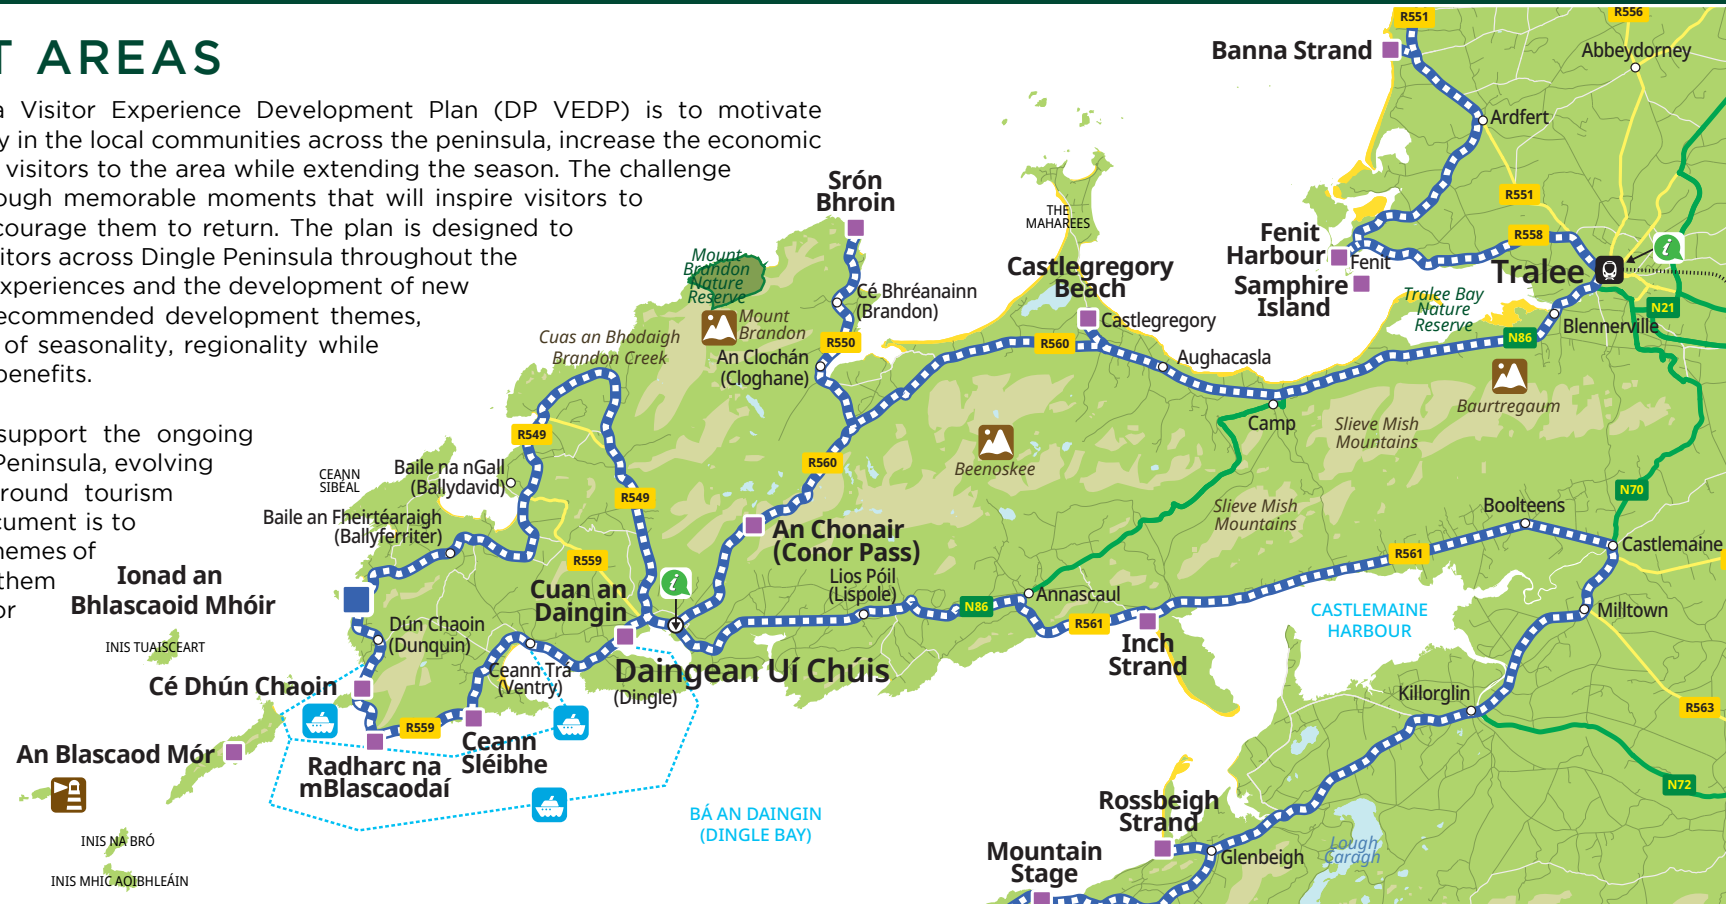 T AREAS
a Visitor Experience Development Plan (DP VEDP) is to motivate
y in the local communities across the peninsula, increase the economic
visitors to the area while extending the season. The challenge
ough memorable moments that will inspire visitors to
courage them to return. The plan is designed to
itors across Dingle Peninsula throughout the
experiences and the development of new
ecommended development themes,
of seasonality, regionality while
benefits.
support the ongoing
Peninsula, evolving
round tourism
cument is to
hemes of
them
or
R551
R556
Banna Strand
Abbeydorney
Ardfert
Srón
Bhroin
THE
MAHAREES
R551
Fenit
Harbour
Fenit
R558
Tralee
Samphire
Island
Castlegregory
Beach
Mount
Brandon
Nature
Reserve
Cé Bhréanainn
(Brandon)
Tralee Bay
Nature
Reserve
N21
Blennerville
Mount
Brandon
Castlegregory
Cuas an Bhodaigh
Brandon Creek
R550
R560
N86
An Clochán
(Cloghane)
Aughacasla
Baurtregaum
Camp
Slieve Mish
Mountains
R549
Beenoskee
R560
CEANN
SIBÉAL
Baile na nGall
(Ballydavid)
R549
N70
Slieve Mish
Mountains
Boolteens
Baile an Fheirtéaraigh
(Ballyferriter)
An Chonair
(Conor Pass)
Castlemaine
R561
R559
Ionad an
Bhlascaoid Mhóir
Cuan an
Daingin
Lios Póil
(Lispole)
N86
Annascaul
CASTLEMAINE
HARBOUR
Milltown
R561
Dún Chaoin
(Dunquin)
INIS TUAISCEART
Inch
Strand
Ceann Trá
(Ventry)
Daingean Uí Chúis
(Dingle)
Cé Dhún Chaoin
Killorglin
R563
R559
An Blascaod Mór
Ceann
Sléibhe
Radharc na
mBlascaodaí
N72
Rossbeigh
Strand
BÁ AN DAINGIN
(DINGLE BAY)
INIS NA BRÓ
Lough
Caragh
Glenbeigh
Mountain
Stage
INIS MHIC AOIBHLEÁIN